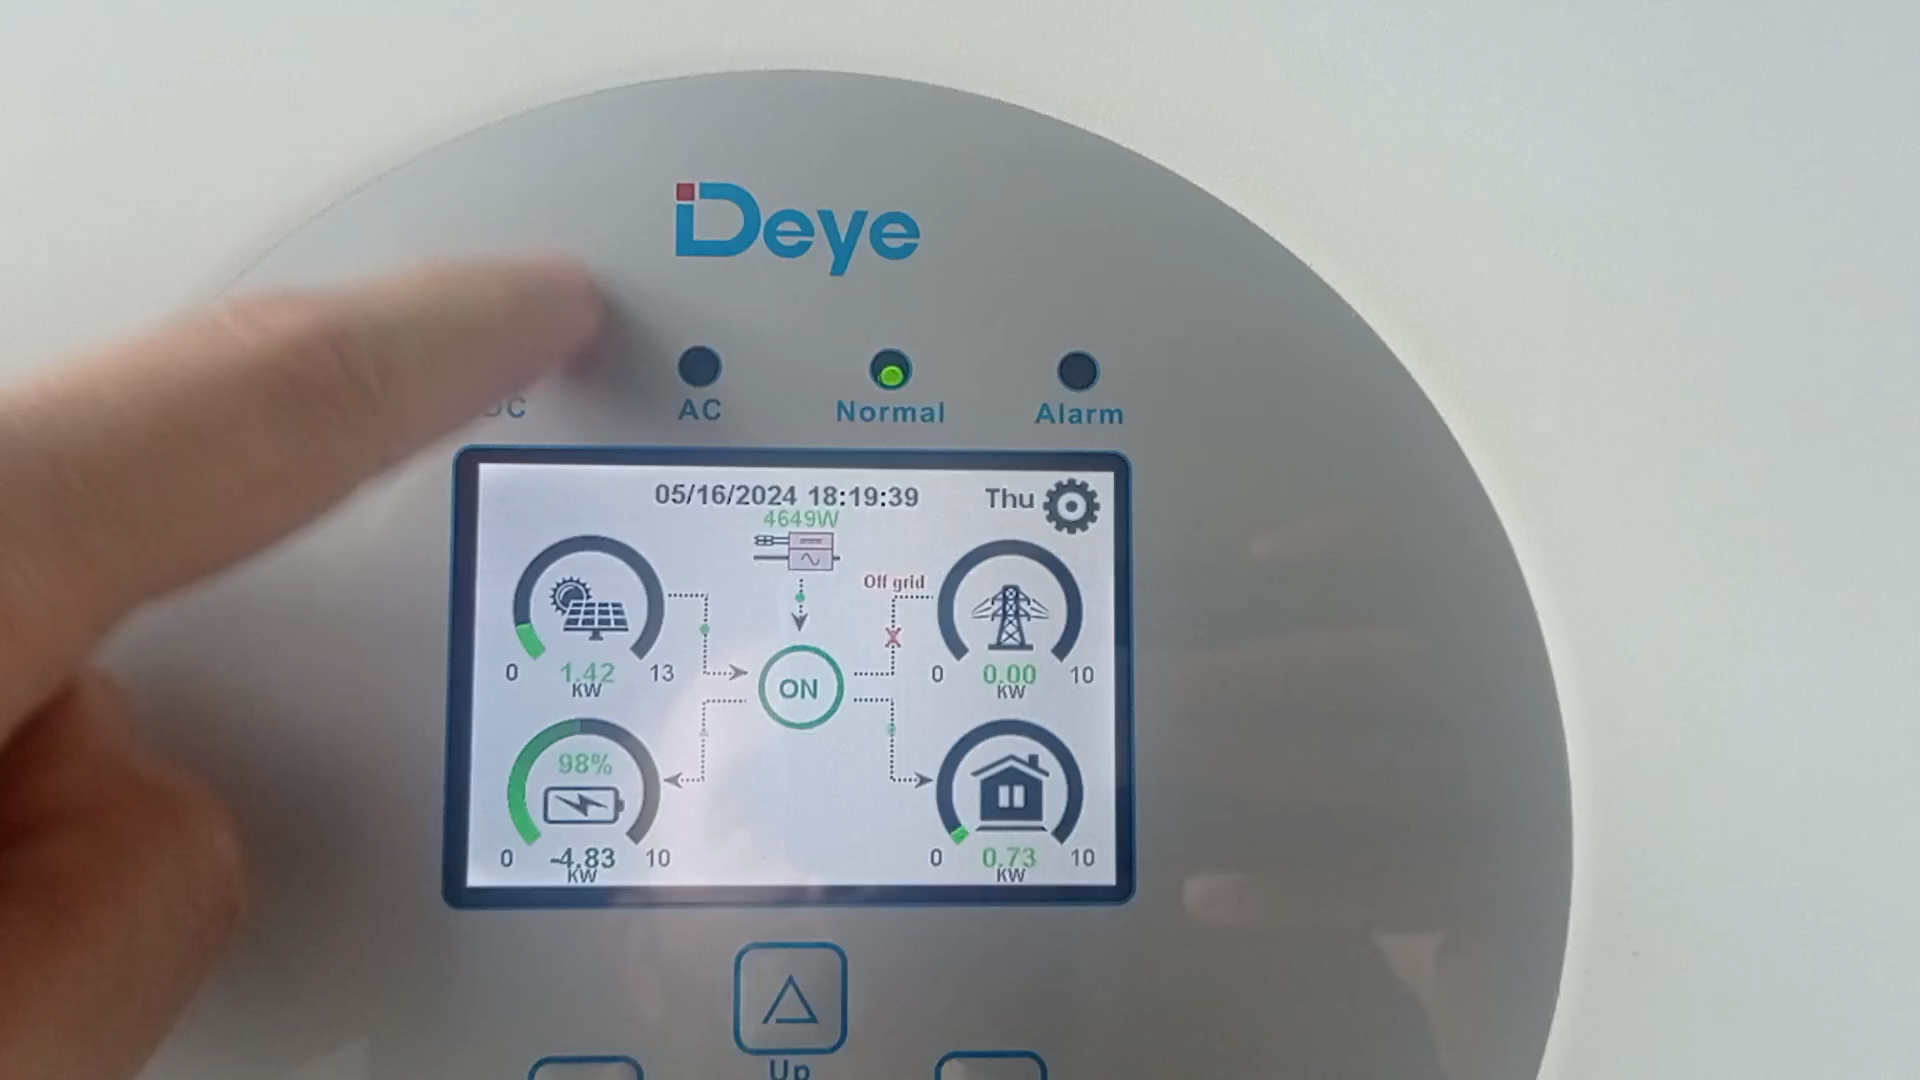 Deye
DC AC Normal Alarm
05/16/2024 18:19:39 Thu
4649W
Off grid
0 1.42 13
KW
0 0.00 10
KW
ON
98%
0 -4.83 10
KW
0 0.73 10
KW
Up